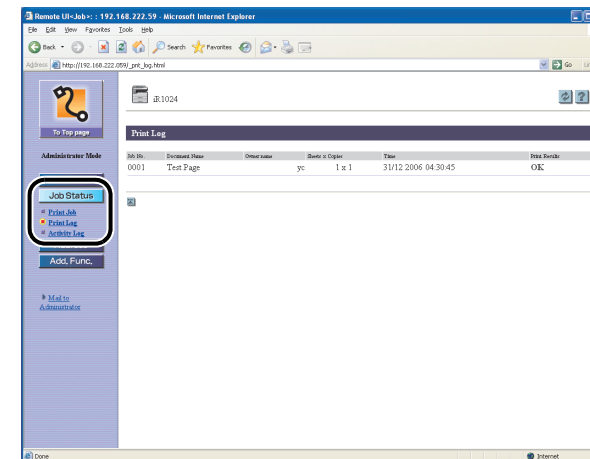 Remote UI<Job>: : 192.168.222.59 - Microsoft Internet Explorer
File Edit View Favorites Tools Help
Back Search Favorites
Address http://192.168.222.059/_pnt_log.html Go
To Top page
iR1024
Print Log
Administrator Mode
Job No. Document Name Owner name Sheets x Copies Time Print Results
0001 Test Page yc 1 x 1 31/12 2006 04:30:45 OK
Job Status
Print Job
Print Log
Activity Log
Add. Func.
Mail to
Administrator
Done Internet